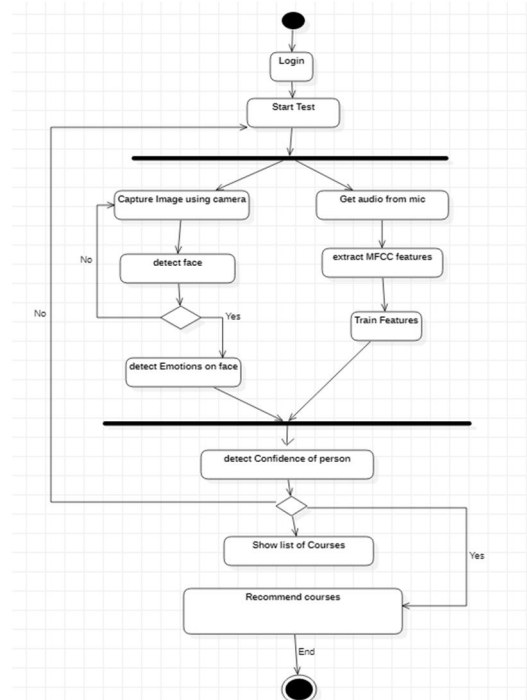 Login
Start Test
Capture Image using camera
Get audio from mic
No
detect face
extract MFCC features
No
Yes
Train Features
detect Emotions on face
detect Confidence of person
Show list of Courses
Yes
Recommend courses
End